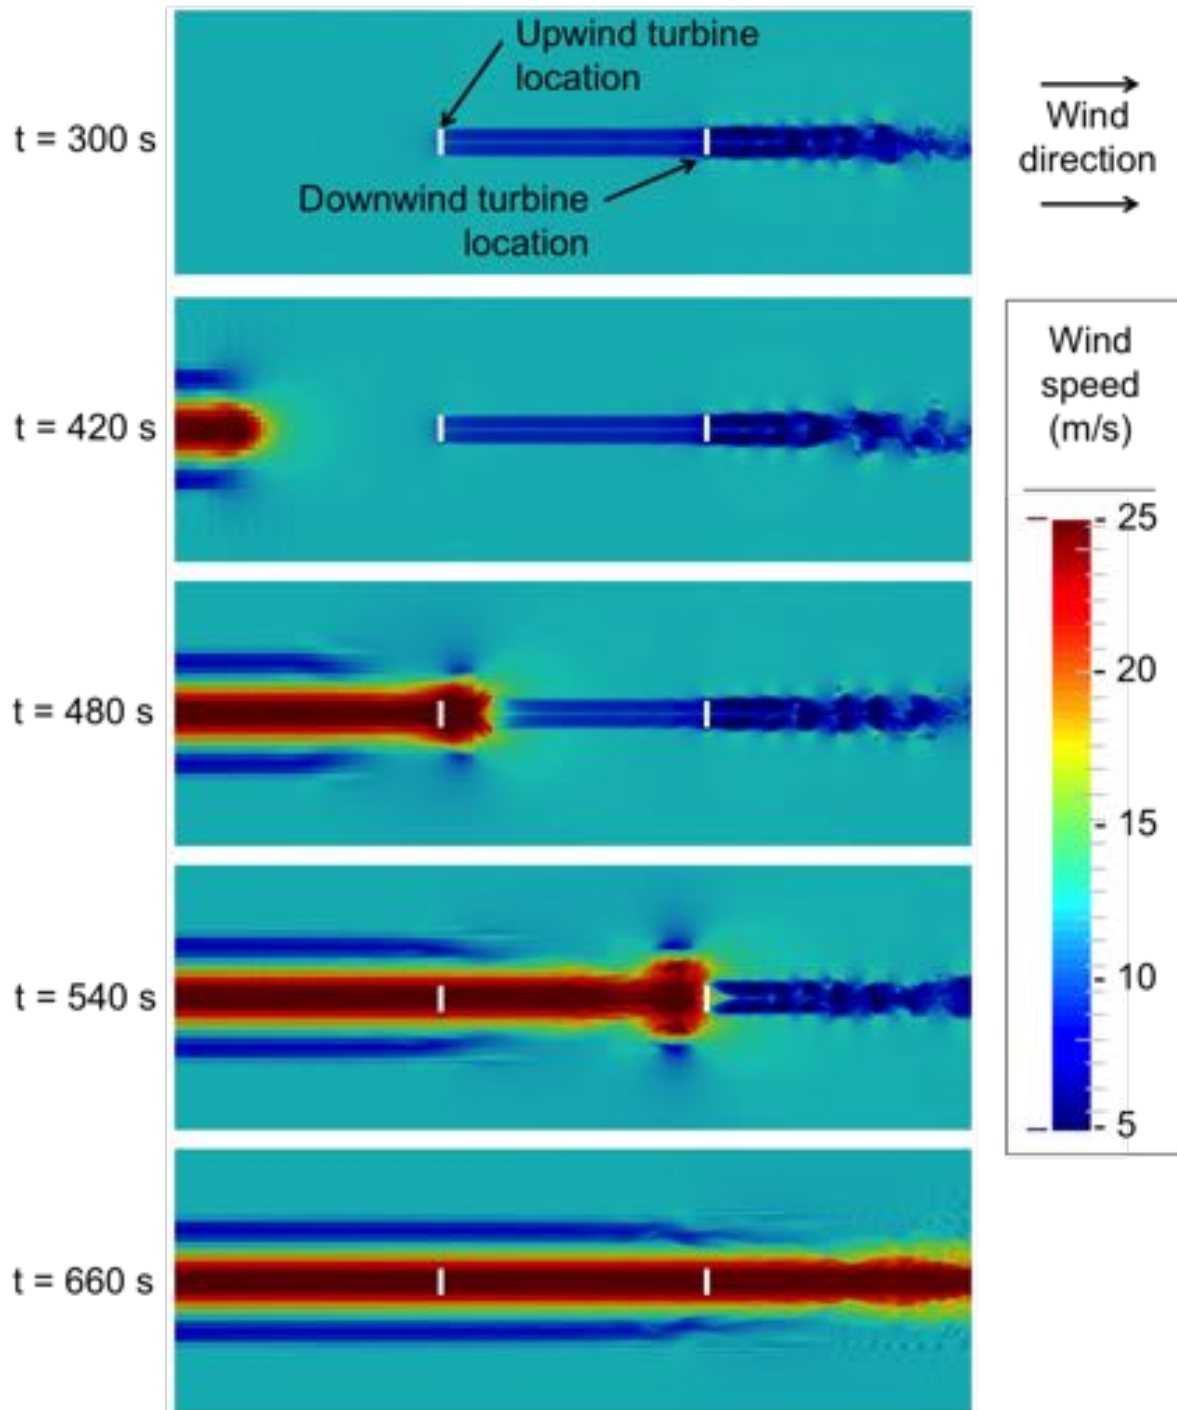 Upwind turbine
location
t = 300 s
Wind
direction
Downwind turbine
location
t = 420 s
Wind
speed
(m/s)
25
t = 480 s
20
15
t = 540 s
10
5
t = 660 s